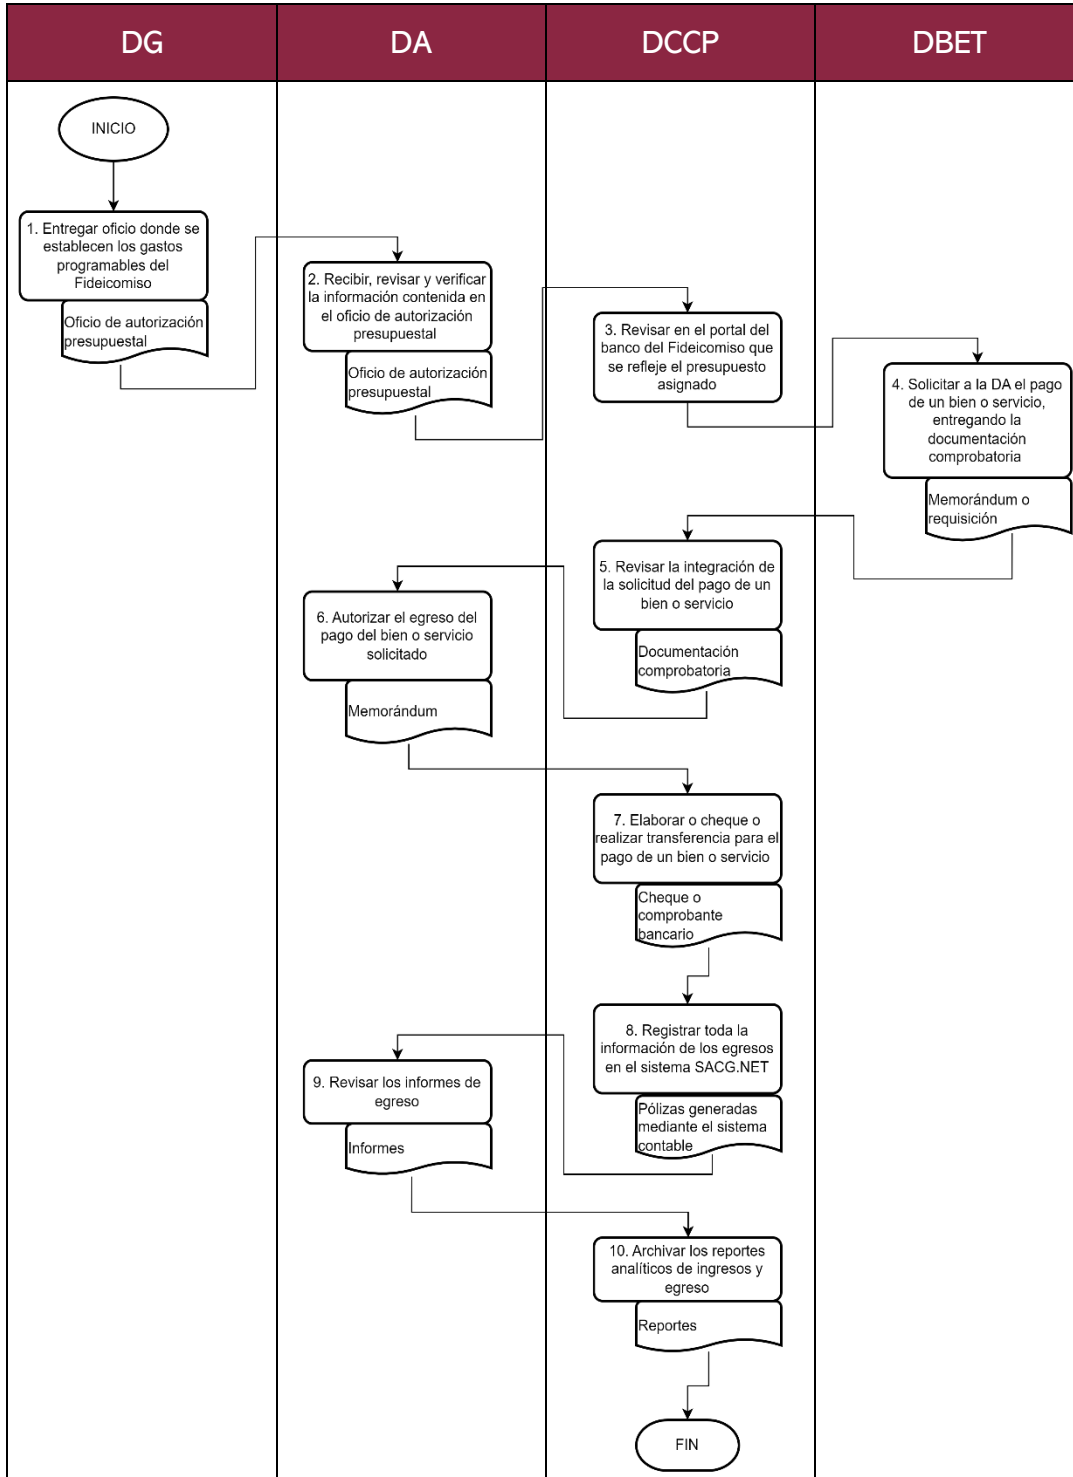 DG
DA
DCCP
DBET
INICIO
1. Entregar oficio donde se
establecen los gastos
programables del
Fideicomiso
Oficio de autorización
presupuestal
2. Recibir, revisar y verificar
la información contenida en
el oficio de autorización
presupuestal
Oficio de autorización
presupuestal
3. Revisar en el portal del
banco del Fideicomiso que
se refleje el presupuesto
asignado
4. Solicitar a la DA el pago
de un bien o servicio,
entregando la
documentación
comprobatoria
Memorándum o
requisición
5. Revisar la integración de
la solicitud del pago de un
bien o servicio
Documentación
comprobatoria
6. Autorizar el egreso del
pago del bien o servicio
solicitado
Memorándum
7. Elaborar o cheque o
realizar transferencia para el
pago de un bien o servicio
Cheque o
comprobante
bancario
8. Registrar toda la
información de los egresos
en el sistema SACG.NET
Pólizas generadas
mediante el sistema
contable
9. Revisar los informes de
egreso
Informes
10. Archivar los reportes
analíticos de ingresos y
egreso
Reportes
FIN